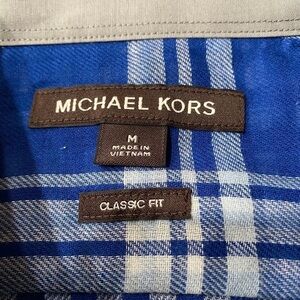 MICHAEL KORS
M
MADE IN
VIETNAM
CLASSIC FIT